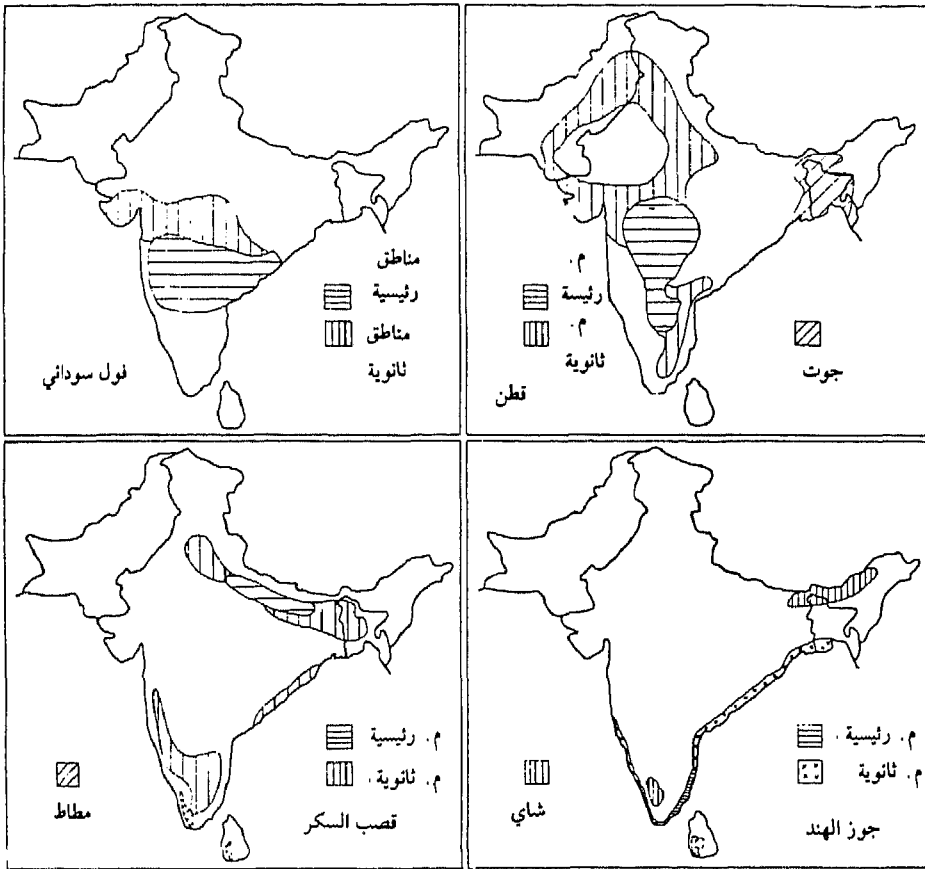 مناطق
رئيسية
مناطق
ثانوية
فول سوداني
م.
رئيسة
م.
ثانوية
قطن
جوت
م. رئيسية
م. ثانوية.
قصب السكر
مطاط
م. رئيسية.
م. ثانوية
جوز الهند
شاي